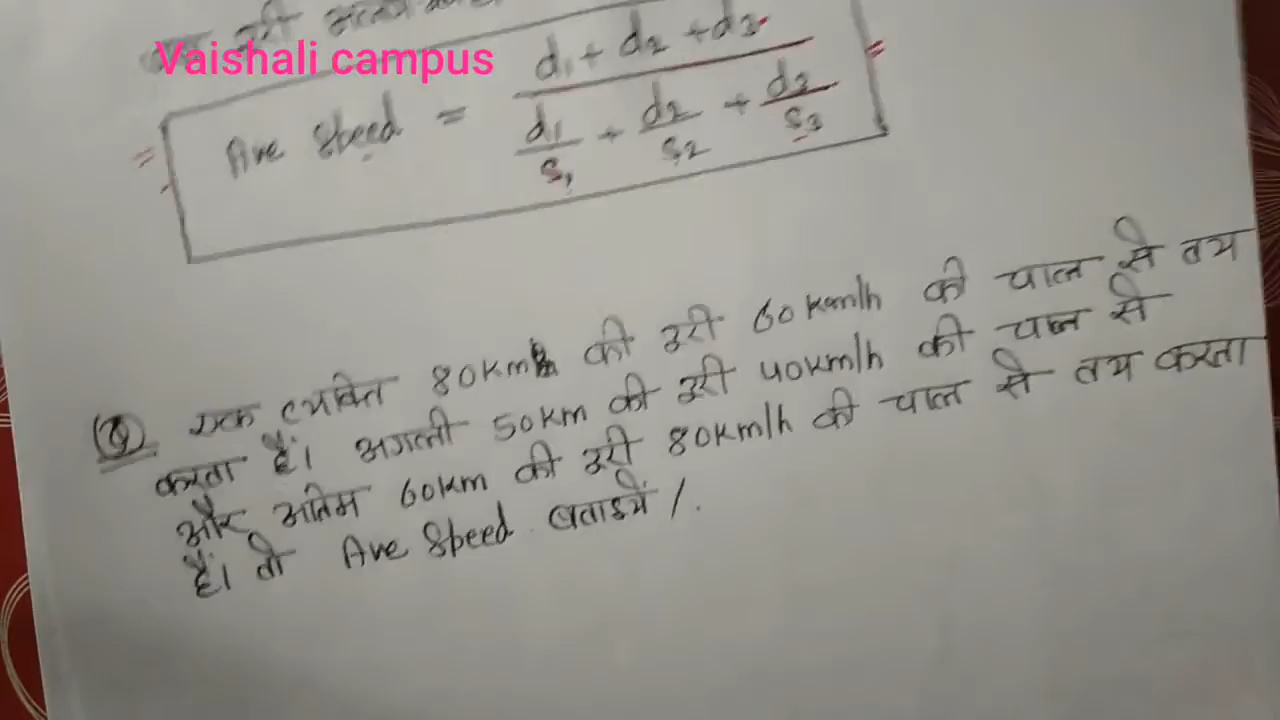 दूरी
Vaishali campus
Ave Speed = d₁ + d₂ + d₃ / d₁/s₁ + d₂/s₂ + d₃/s₃ =
(Q) एक व्यक्ति 80km की दूरी 60km/h की चाल से तय
करता हैं। अगली 50km की दूरी 40km/h की चाल से
और अंतिम 60km की दूरी 80km/h की चाल से तय करता
हैं। तो Ave Speed बताइयें /.